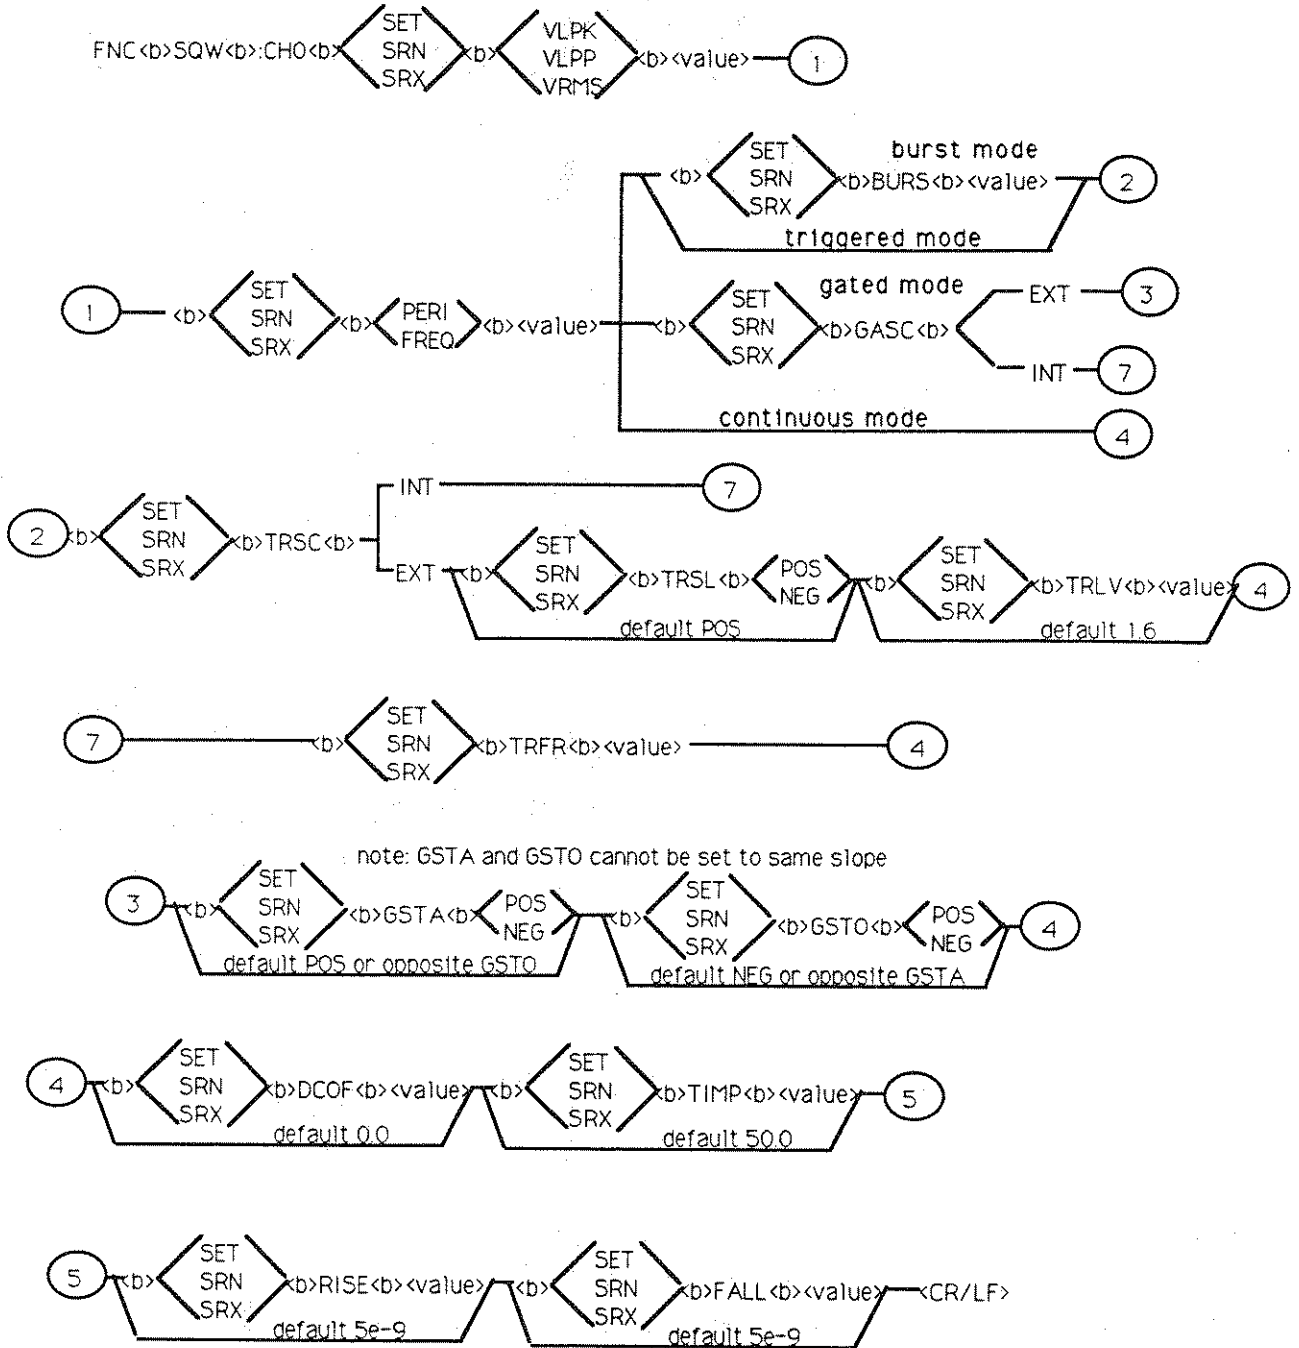 SET
FNC<b>SQW<b>:CH0<b> SRN <b> VLPP <b><value> 1
SRX
VLPK
VRMS
burst mode
<b> SET <b>BURS<b><value> 2
SRN
SRX
triggered mode
gated mode
1 <b> SET <b> PERI <b><value> <b> SET <b>GASC<b> EXT 3
SRN FREQ SRN INT 7
SRX SRX
continuous mode 4
INT 7
2 <b> SET <b>TRSC<b>
SRN
SRX
EXT <b> SET <b>TRSL<b> POS <b> SET <b>TRLV<b><value> 4
SRN NEG SRN
SRX SRX
default POS default 1.6
7 <b> SET <b>TRFR<b><value> 4
SRN
SRX
note: GSTA and GSTO cannot be set to same slope
3 <b> SET <b>GSTA<b> POS <b> SET <b>GSTO<b> POS 4
SRN NEG SRN NEG
SRX SRX
default POS or opposite GSTO default NEG or opposite GSTA
4 <b> SET <b>DCOF<b><value> <b> SET <b>TIMP<b><value> 5
SRN SRN
SRX SRX
default 0.0 default 50.0
5 <b> SET <b>RISE<b><value> <b> SET <b>FALL<b><value> <CR/LF>
SRN SRN
SRX SRX
default 5e-9 default 5e-9